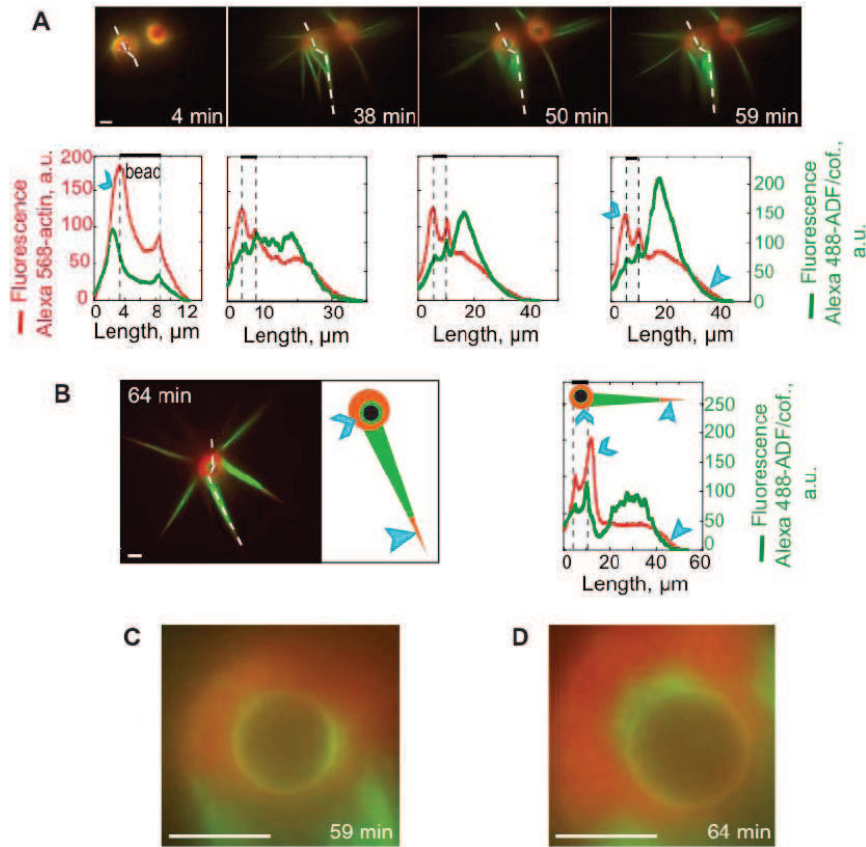 A
4 min
38 min
50 min
59 min
Fluorescence
Alexa 568-actin, a.u.
200
150
100
50
0
bead
0 4 8 12
Length, µm
0 10 30
Length, µm
0 20 40
Length, µm
0 20 40
Length, µm
200
150
100
50
0
Fluorescence
Alexa 488-ADF/cof.,
a.u.
B
64 min
250
200
150
100
50
0
0 20 40 60
Length, µm
Fluorescence
Alexa 488-ADF/cof.,
a.u.
C
59 min
D
64 min